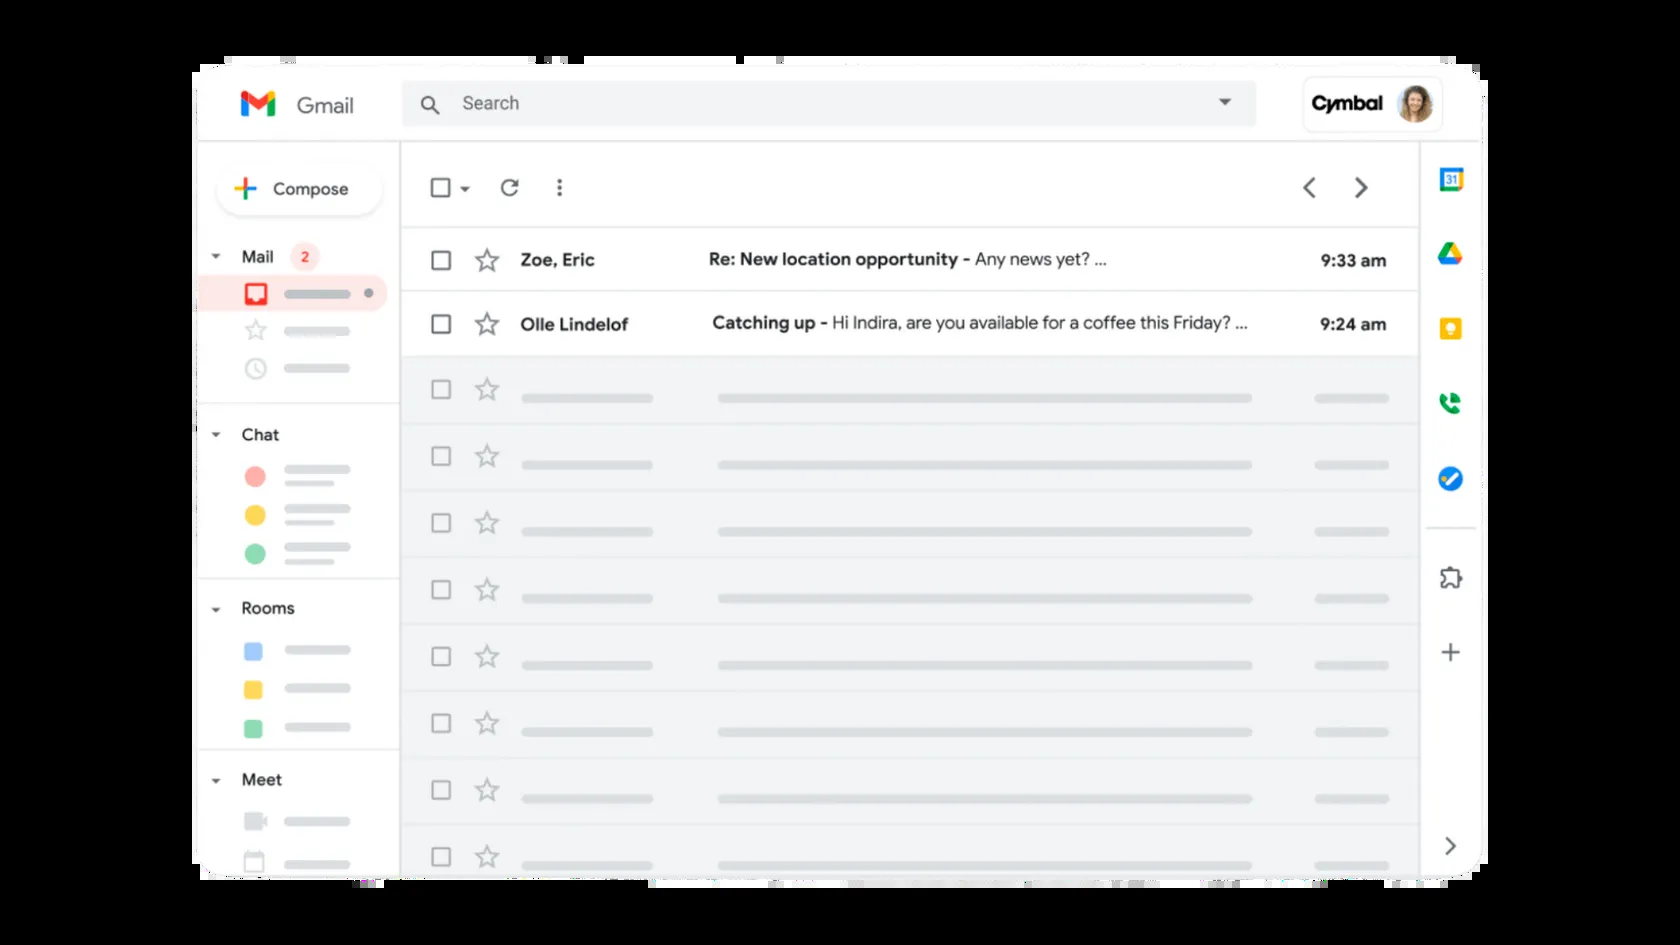 Gmail
Search
Cymbal
Compose
31
Mail 2
Zoe, Eric Re: New location opportunity - Any news yet? ... 9:33 am
Olle Lindelof Catching up - Hi Indira, are you available for a coffee this Friday? ... 9:24 am
Chat
Rooms
Meet